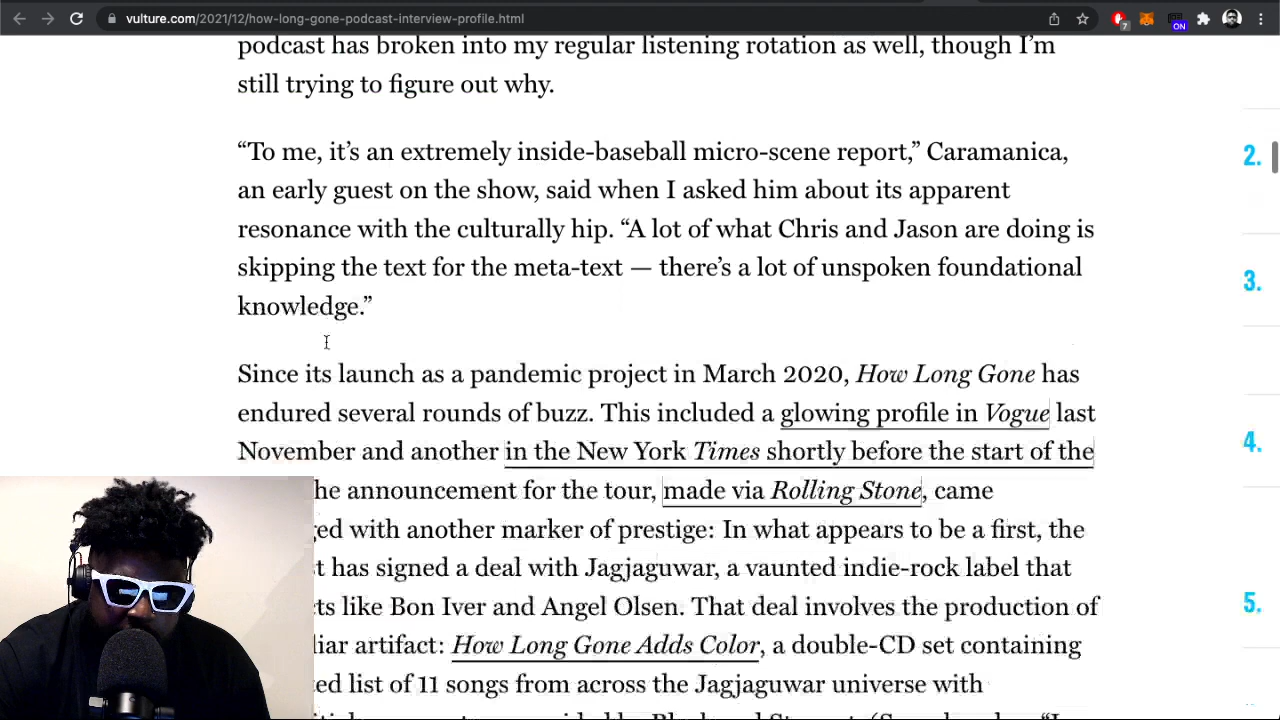 vulture.com/2021/12/how-long-gone-podcast-interview-profile.html
7
ON
podcast has broken into my regular listening rotation as well, though I’m
still trying to figure out why.
“To me, it’s an extremely inside-baseball micro-scene report,” Caramanica,
an early guest on the show, said when I asked him about its apparent
resonance with the culturally hip. “A lot of what Chris and Jason are doing is
skipping the text for the meta-text — there’s a lot of unspoken foundational
knowledge.”
Since its launch as a pandemic project in March 2020, How Long Gone has
endured several rounds of buzz. This included a glowing profile in Vogue last
November and another in the New York Times shortly before the start of the
he announcement for the tour, made via Rolling Stone, came
ged with another marker of prestige: In what appears to be a first, the
t has signed a deal with Jagjaguwar, a vaunted indie-rock label that
ts like Bon Iver and Angel Olsen. That deal involves the production of
liar artifact: How Long Gone Adds Color, a double-CD set containing
ted list of 11 songs from across the Jagjaguwar universe with
2.
3.
4.
5.